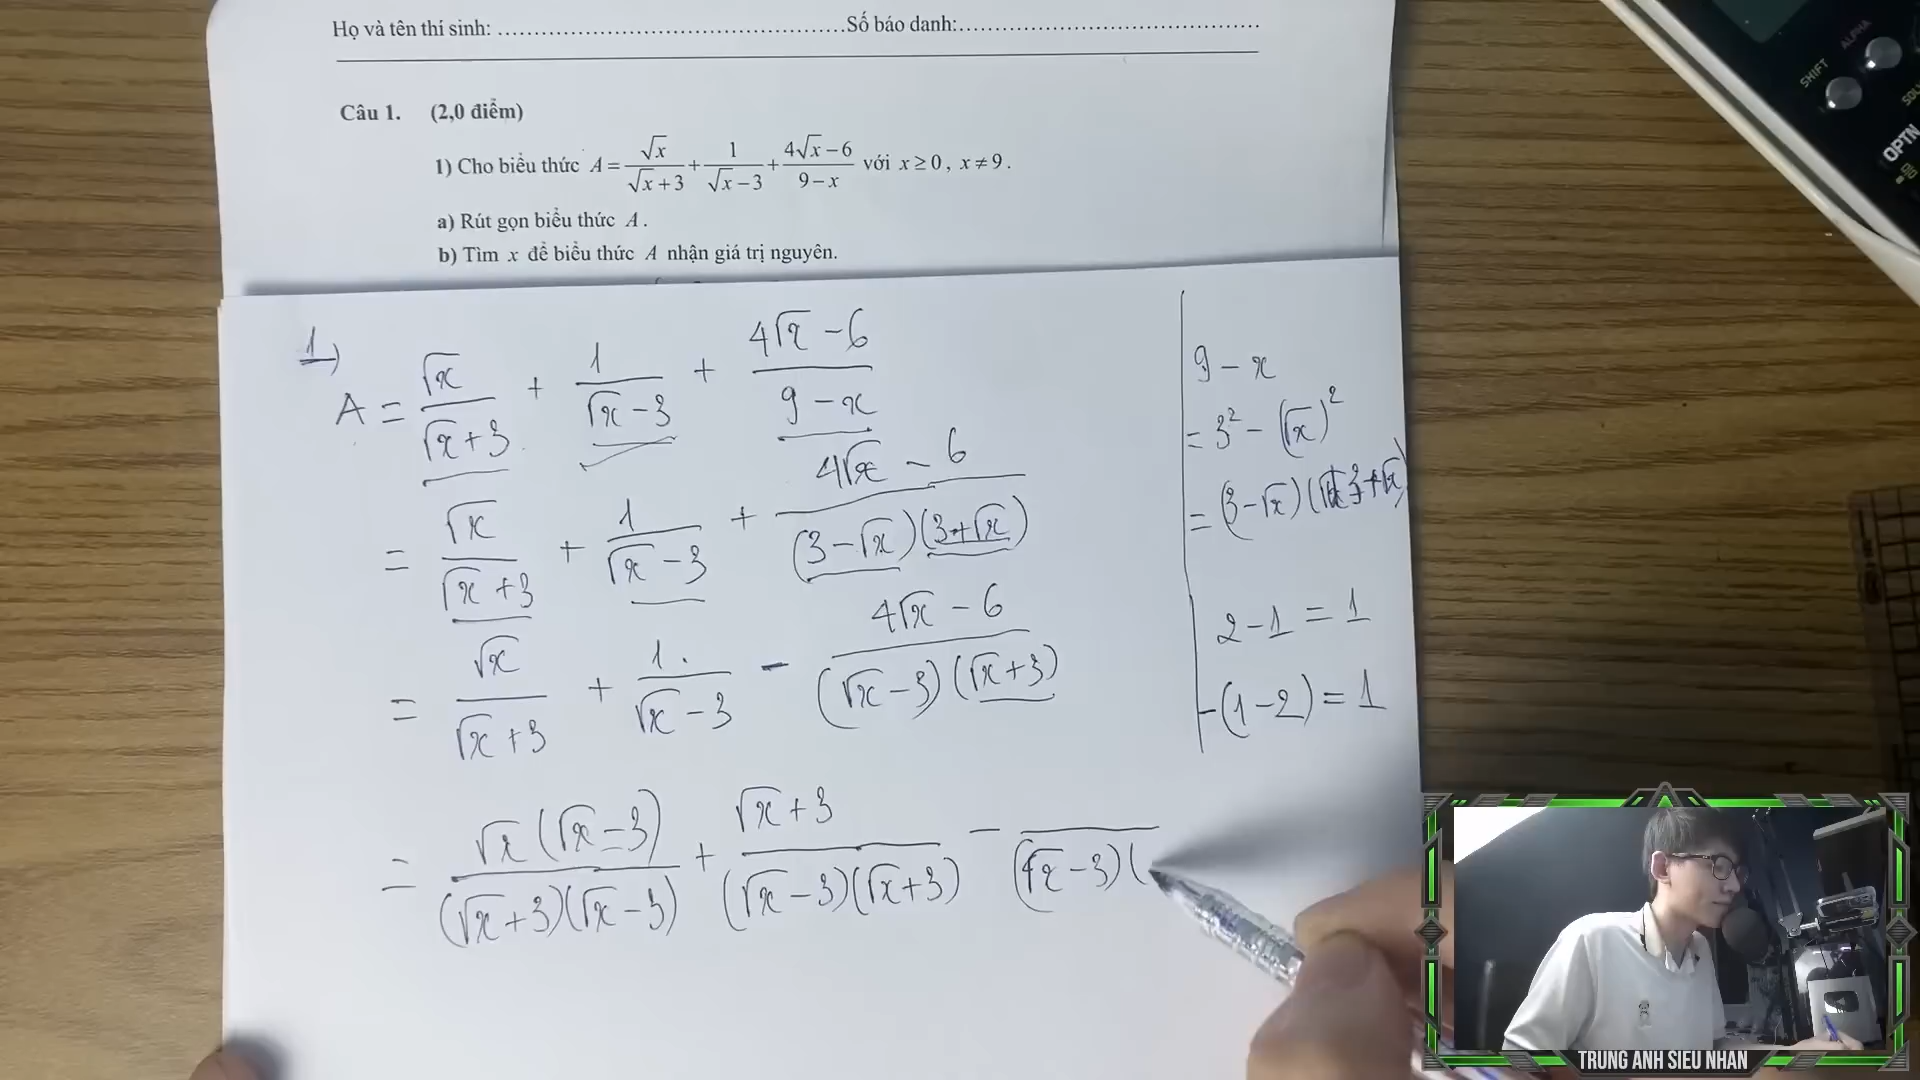 Họ và tên thí sinh: ..................................................Số báo danh:..........................................
Câu 1. (2,0 điểm)
1) Cho biểu thức A = √x/(√x+3) + 1/(√x−3) + (4√x−6)/(9−x) với x ≥ 0, x ≠ 9.
a) Rút gọn biểu thức A.
b) Tìm x để biểu thức A nhận giá trị nguyên.
1)
A = √x/(√x+3) + 1/(√x−3) + (4√x−6)/(9−x)
= √x/(√x+3) + 1/(√x−3) + (4√x−6)/((3−√x)(3+√x))
= √x/(√x+3) + 1/(√x−3) − (4√x−6)/((√x−3)(√x+3))
= √x(√x−3)/((√x+3)(√x−3)) + (√x+3)/((√x−3)(√x+3)) − /(√x−3)(
9 − x
= 3² − (√x)²
= (3−√x)(3+√x)
2−1 = 1
−(1−2) = 1
SHIFT
ALPHA
OPTN
TRUNG ANH SIEU NHAN